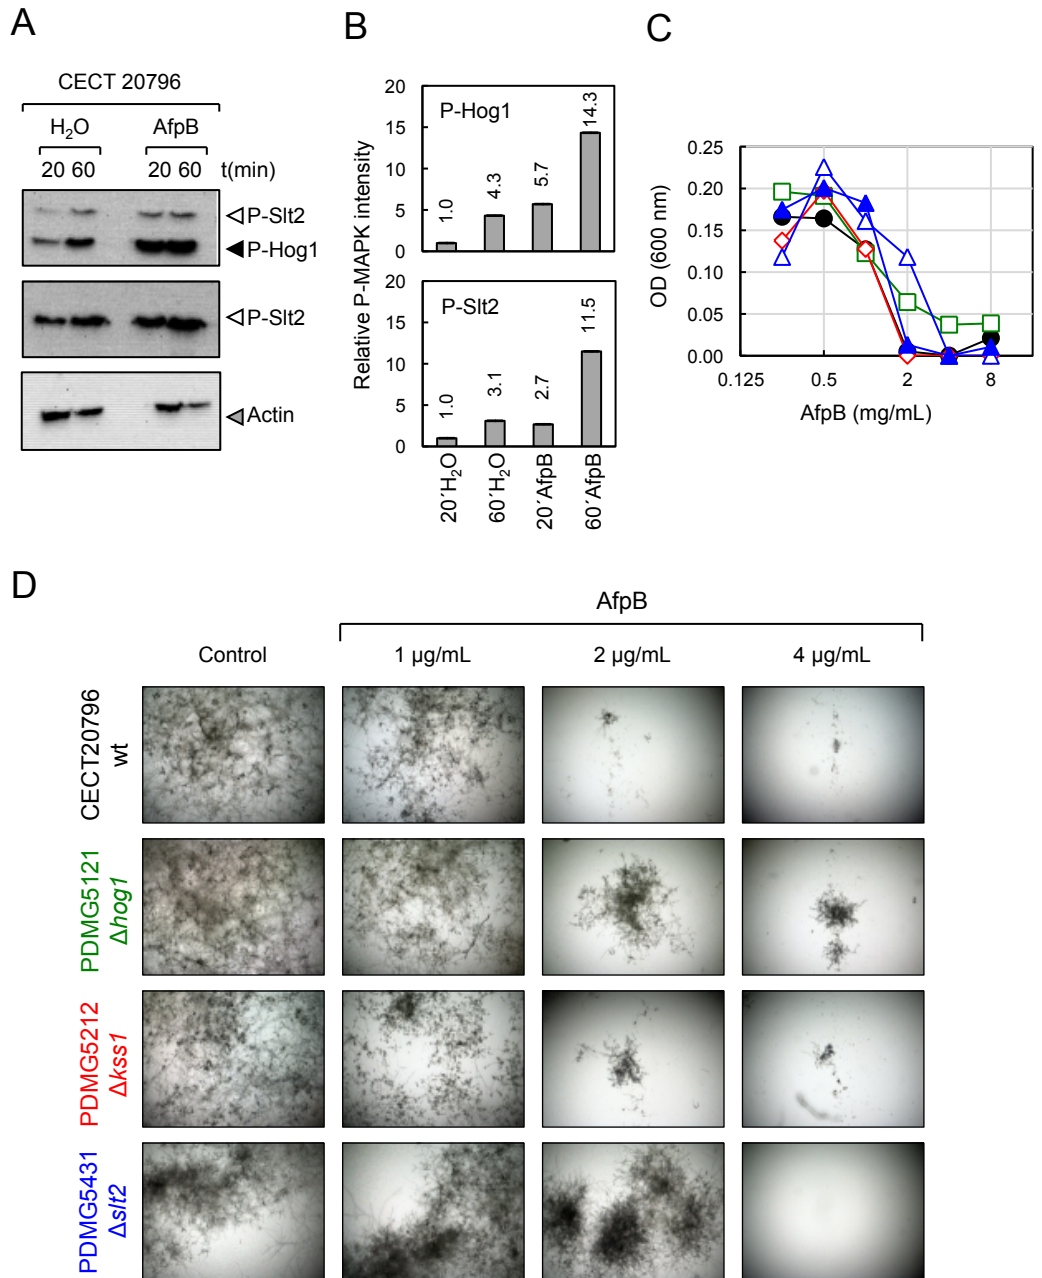 A
CECT 20796
H₂O AfpB
20 60 20 60 t(min)
P-Slt2
P-Hog1
P-Slt2
Actin
B
Relative P-MAPK intensity
20
15
10
5
0
P-Hog1
1.0
4.3
5.7
14.3
20
15
10
5
0
P-Slt2
1.0
3.1
2.7
11.5
20´H₂O
60´H₂O
20´AfpB
60´AfpB
C
OD (600 nm)
0.25
0.20
0.15
0.10
0.05
0.00
0.125 0.5 2 8
AfpB (mg/mL)
D
AfpB
Control 1 µg/mL 2 µg/mL 4 µg/mL
CECT20796
wt
PDMG5121
Δhog1
PDMG5212
Δkss1
PDMG5431
Δslt2